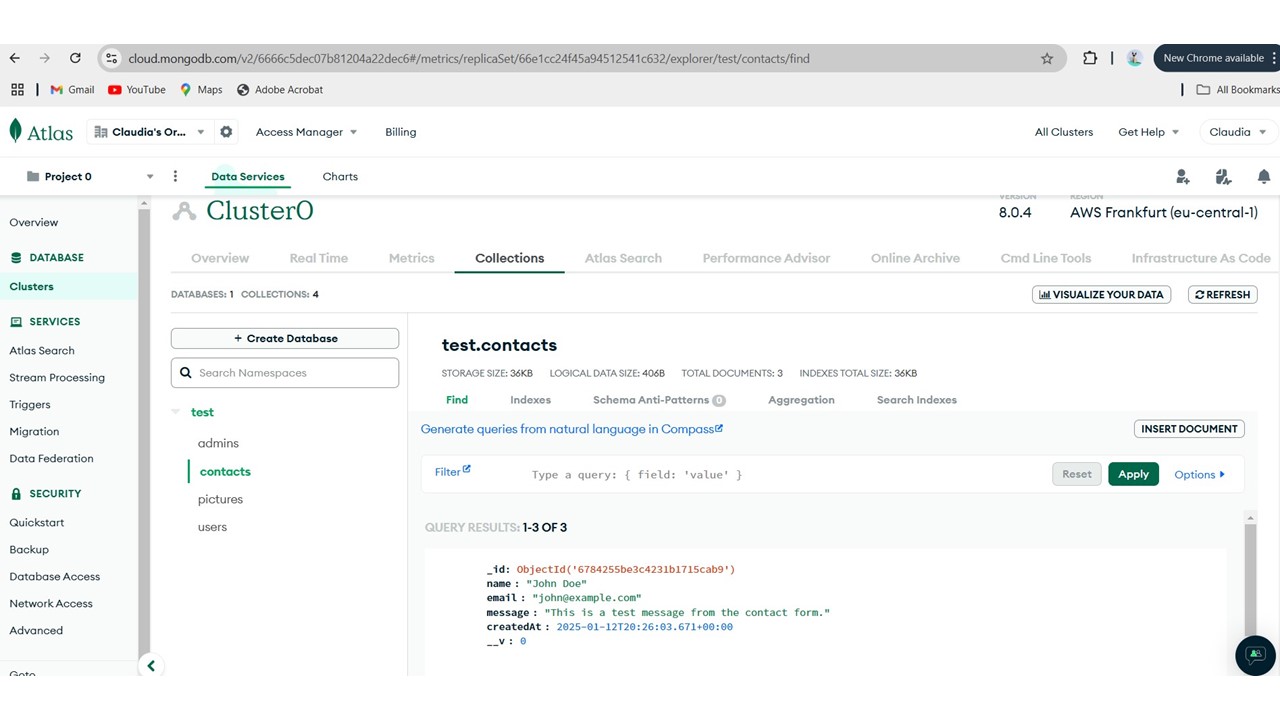 cloud.mongodb.com/v2/6666c5dec07b81204a22dec6#/metrics/replicaSet/66e1cc24f45a94512541c632/explorer/test/contacts/find
New Chrome available
Gmail YouTube Maps Adobe Acrobat All Bookmarks
Atlas Claudia's Or... Access Manager Billing All Clusters Get Help Claudia
Project 0 Data Services Charts
Overview
DATABASE
Clusters
SERVICES
Atlas Search
Stream Processing
Triggers
Migration
Data Federation
SECURITY
Quickstart
Backup
Database Access
Network Access
Advanced
Goto
Cluster0
VERSION REGION
8.0.4 AWS Frankfurt (eu-central-1)
Overview Real Time Metrics Collections Atlas Search Performance Advisor Online Archive Cmd Line Tools Infrastructure As Code
DATABASES: 1 COLLECTIONS: 4
VISUALIZE YOUR DATA REFRESH
+ Create Database
Search Namespaces
test
admins
contacts
pictures
users
test.contacts
STORAGE SIZE: 36KB LOGICAL DATA SIZE: 406B TOTAL DOCUMENTS: 3 INDEXES TOTAL SIZE: 36KB
Find Indexes Schema Anti-Patterns 0 Aggregation Search Indexes
Generate queries from natural language in Compass
INSERT DOCUMENT
Filter Type a query: { field: 'value' } Reset Apply Options
QUERY RESULTS: 1-3 OF 3
_id: ObjectId('6784255be3c4231b1715cab9')
name : "John Doe"
email : "john@example.com"
message : "This is a test message from the contact form."
createdAt : 2025-01-12T20:26:03.671+00:00
__v : 0